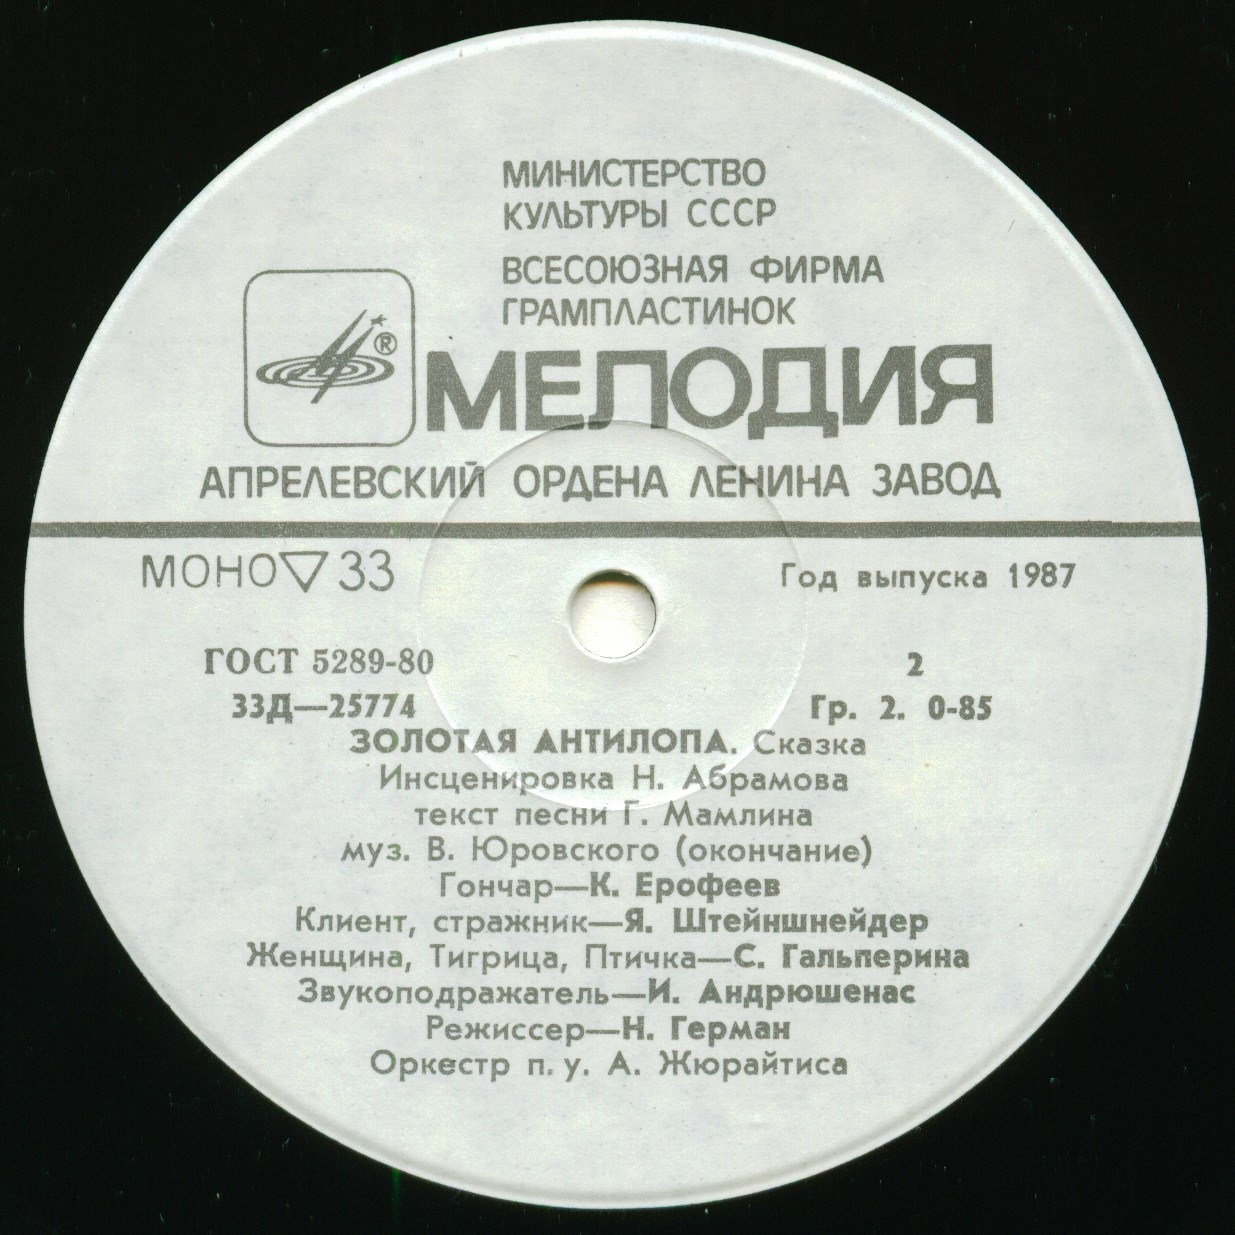 МИНИСТЕРСТВО
КУЛЬТУРЫ СССР
ВСЕСОЮЗНАЯ ФИРМА
ГРАМПЛАСТИНОК
®
МЕЛОДИЯ
АПРЕЛЕВСКИЙ ОРДЕНА ЛЕНИНА ЗАВОД
МОНО ▽ 33 Год выпуска 1987
ГОСТ 5289-80 2
33Д—25774 Гр. 2. 0-85
ЗОЛОТАЯ АНТИЛОПА. Сказка
Инсценировка Н. Абрамова
текст песни Г. Мамлина
муз. В. Юровского (окончание)
Гончар—К. Ерофеев
Клиент, стражник—Я. Штейншнейдер
Женщина, Тигрица, Птичка—С. Гальперина
Звукоподражатель—И. Андрюшенас
Режиссер—Н. Герман
Оркестр п. у. А. Жюрайтиса